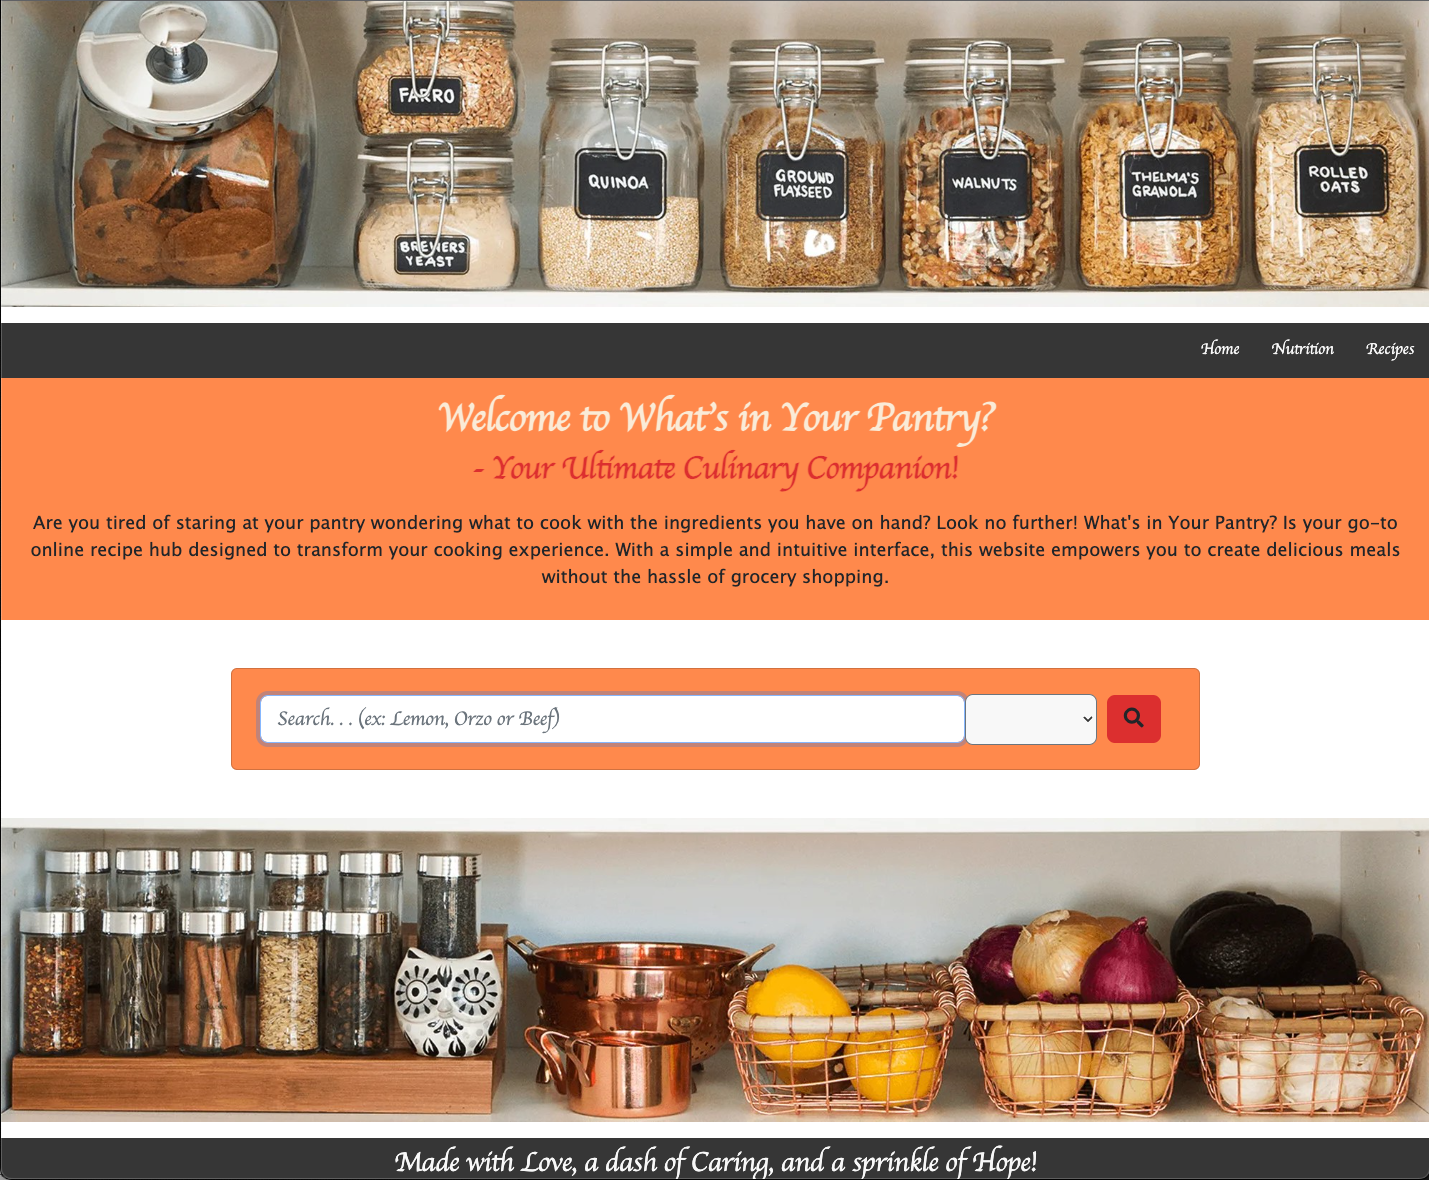 FARRO
BREWERS
YEAST
QUINOA
GROUND
FLAXSEED
WALNUTS
THELMA'S
GRANOLA
ROLLED
OATS
Home Nutrition Recipes
Welcome to What's in Your Pantry?
- Your Ultimate Culinary Companion!
Are you tired of staring at your pantry wondering what to cook with the ingredients you have on hand? Look no further! What's in Your Pantry? Is your go-to
online recipe hub designed to transform your cooking experience. With a simple and intuitive interface, this website empowers you to create delicious meals
without the hassle of grocery shopping.
Search. . . (ex: Lemon, Orzo or Beef)
Made with Love, a dash of Caring, and a sprinkle of Hope!